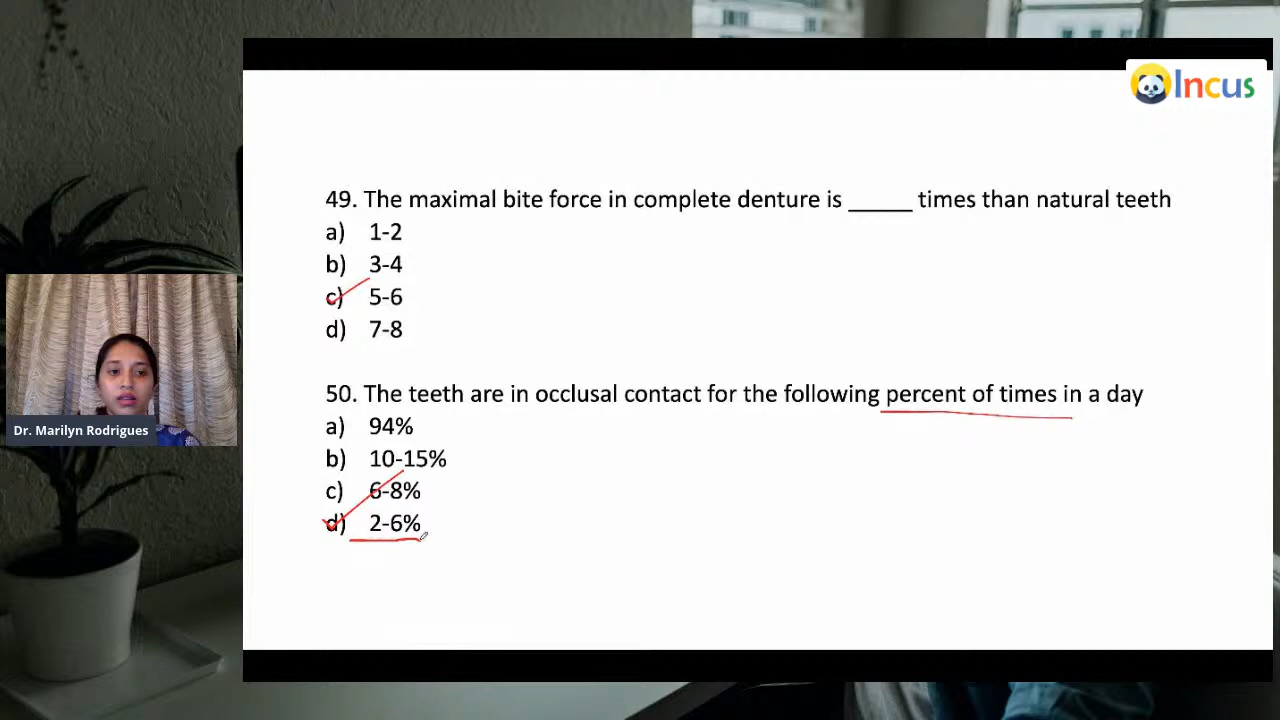 Incus
49. The maximal bite force in complete denture is _____ times than natural teeth
a) 1-2
b) 3-4
c) 5-6
d) 7-8
50. The teeth are in occlusal contact for the following percent of times in a day
a) 94%
b) 10-15%
c) 6-8%
d) 2-6%
Dr. Marilyn Rodrigues